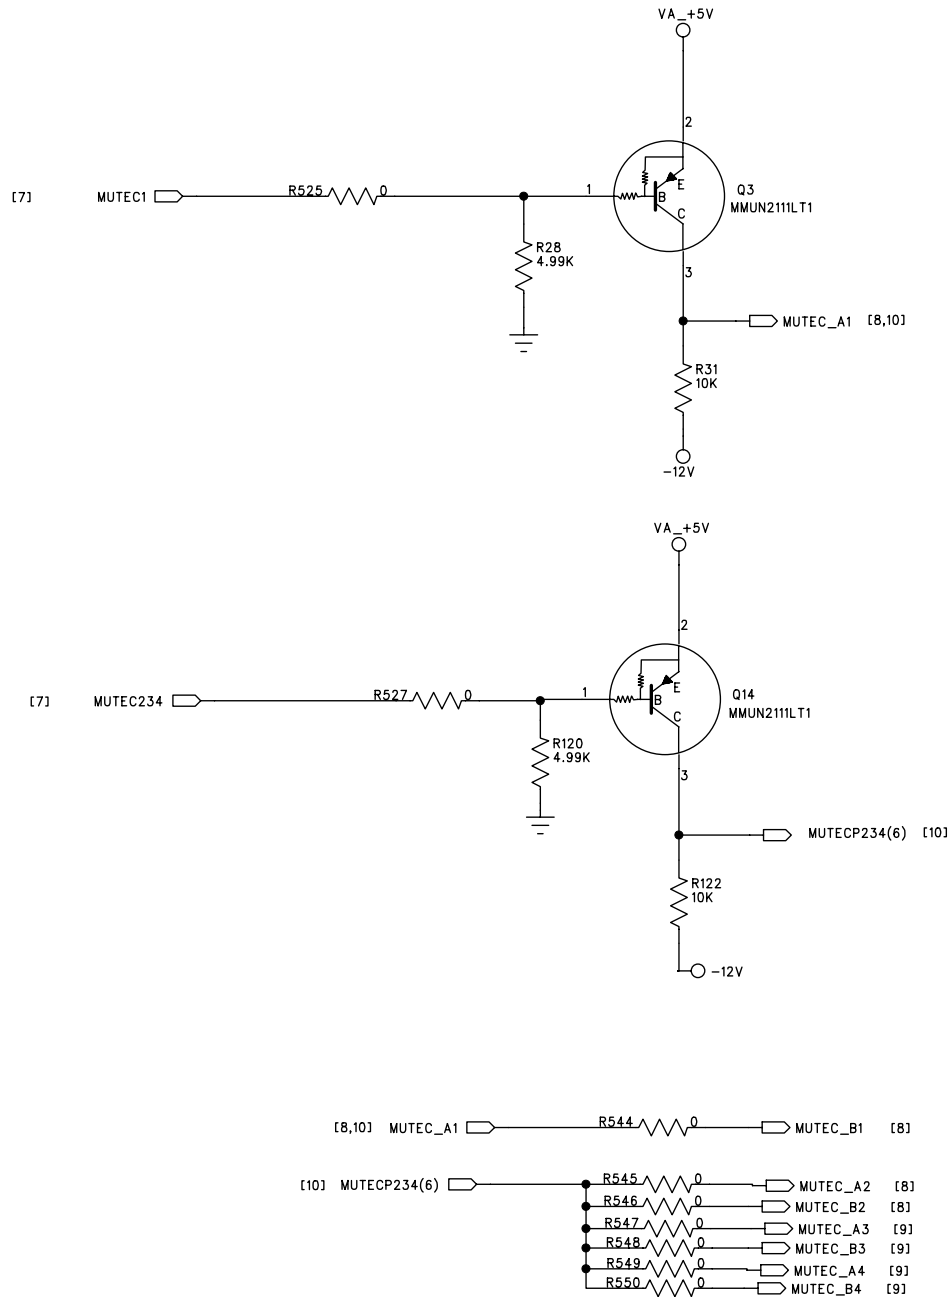 VA_+5V
2
[7] MUTEC1 R525 0 1 B E C Q3
MMUN2111LT1
R28
4.99K
3
MUTEC_A1 [8,10]
R31
10K
-12V
VA_+5V
2
[7] MUTEC234 R527 0 1 B E C Q14
MMUN2111LT1
R120
4.99K
3
MUTECP234(6) [10]
R122
10K
-12V
[8,10] MUTEC_A1 R544 0 MUTEC_B1 [8]
[10] MUTECP234(6) R545 0 MUTEC_A2 [8]
R546 0 MUTEC_B2 [8]
R547 0 MUTEC_A3 [9]
R548 0 MUTEC_B3 [9]
R549 0 MUTEC_A4 [9]
R550 0 MUTEC_B4 [9]